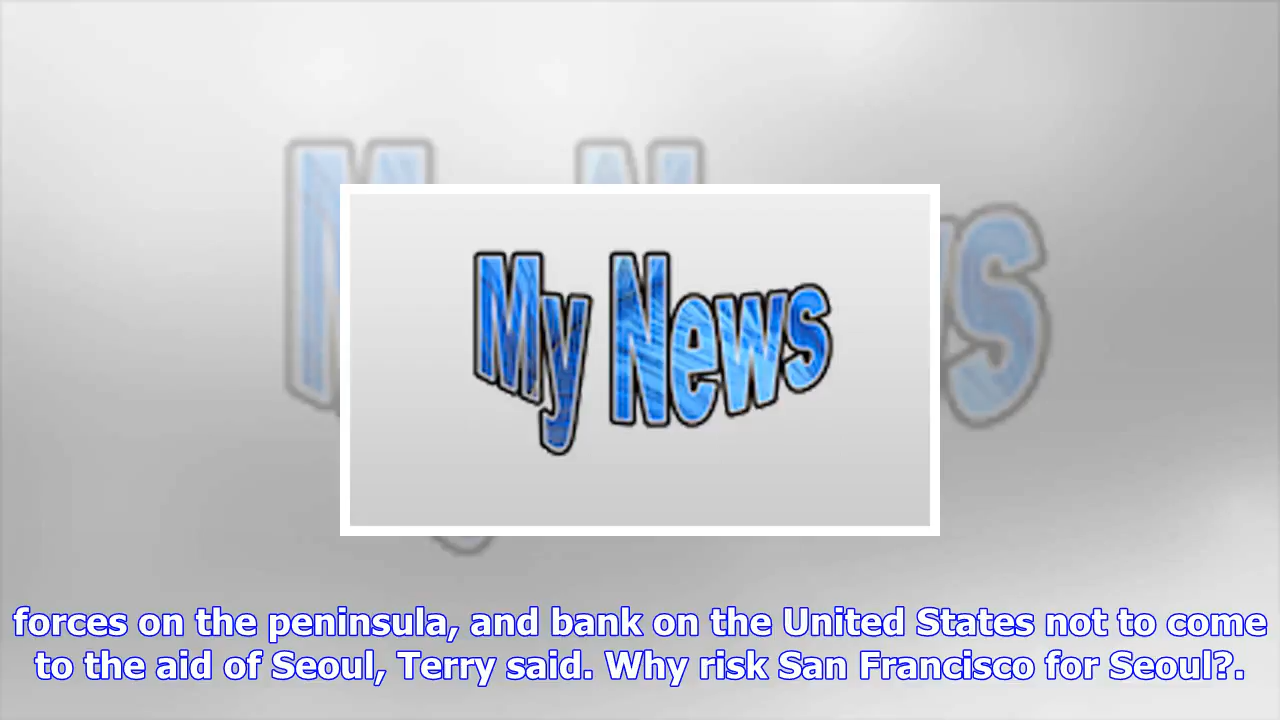 My News
forces on the peninsula, and bank on the United States not to come
to the aid of Seoul, Terry said. Why risk San Francisco for Seoul?.